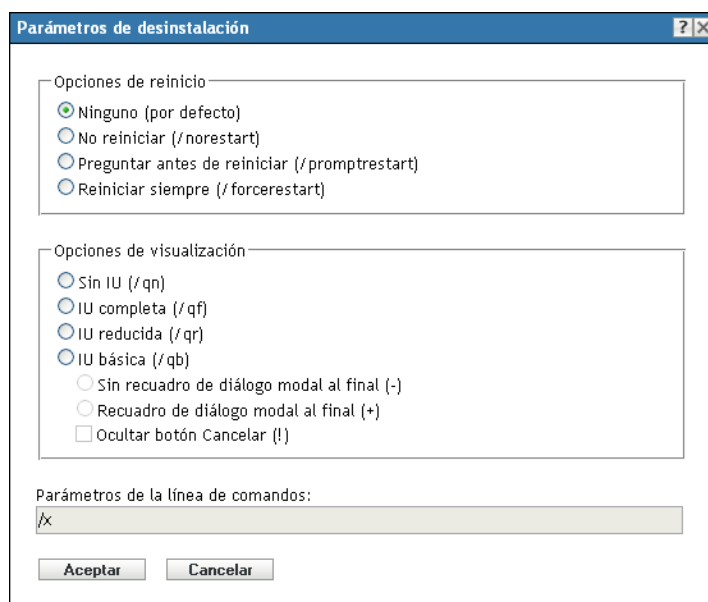 Parámetros de desinstalación
?
Opciones de reinicio
Ninguno (por defecto)
No reiniciar (/norestart)
Preguntar antes de reiniciar (/promptrestart)
Reiniciar siempre (/forcerestart)
Opciones de visualización
Sin IU (/qn)
IU completa (/qf)
IU reducida (/qr)
IU básica (/qb)
Sin recuadro de diálogo modal al final (-)
Recuadro de diálogo modal al final (+)
Ocultar botón Cancelar (!)
Parámetros de la línea de comandos:
/x
Aceptar Cancelar